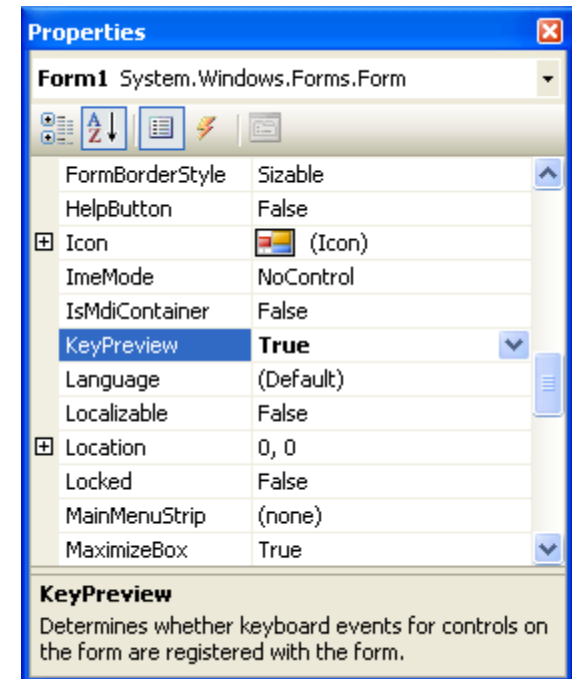 Properties
Form1 System.Windows.Forms.Form
A
Z
FormBorderStyle Sizable
HelpButton False
Icon (Icon)
ImeMode NoControl
IsMdiContainer False
KeyPreview True
Language (Default)
Localizable False
Location 0, 0
Locked False
MainMenuStrip (none)
MaximizeBox True
KeyPreview
Determines whether keyboard events for controls on
the form are registered with the form.